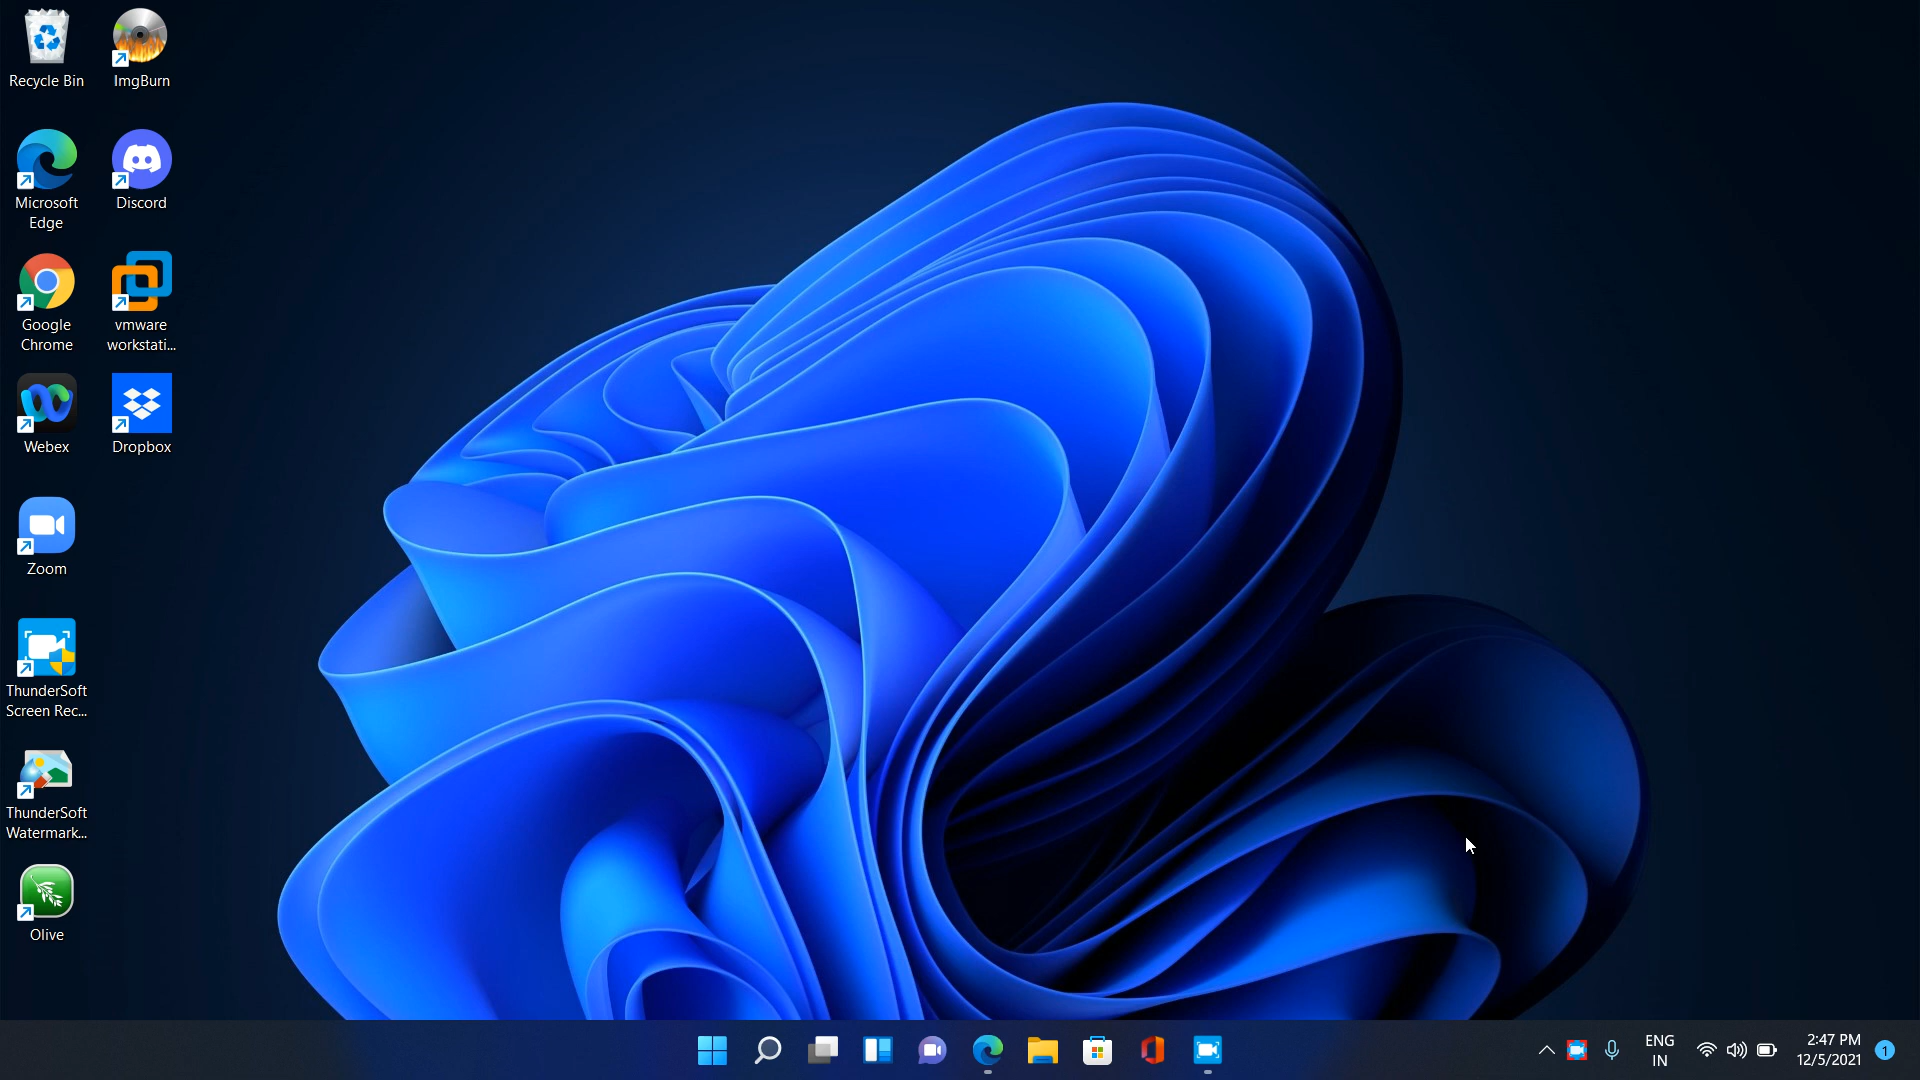 Recycle Bin
ImgBurn
Microsoft
Edge
Discord
Google
Chrome
vmware
workstati...
Webex
Dropbox
Zoom
ThunderSoft
Screen Rec...
ThunderSoft
Watermark...
Olive
ENG
IN
2:47 PM
12/5/2021
1